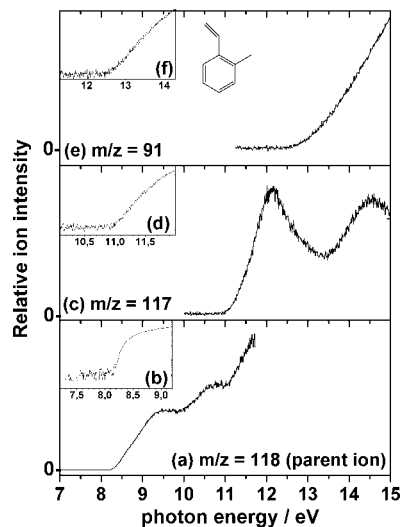 (f)
12 13 14
0
(e) m/z = 91
(d)
10,5 11,0 11,5
0
(c) m/z = 117
(b)
7,5 8,0 8,5 9,0
0
(a) m/z = 118 (parent ion)
7 8 9 10 11 12 13 14 15
photon energy / eV
Relative ion intensity